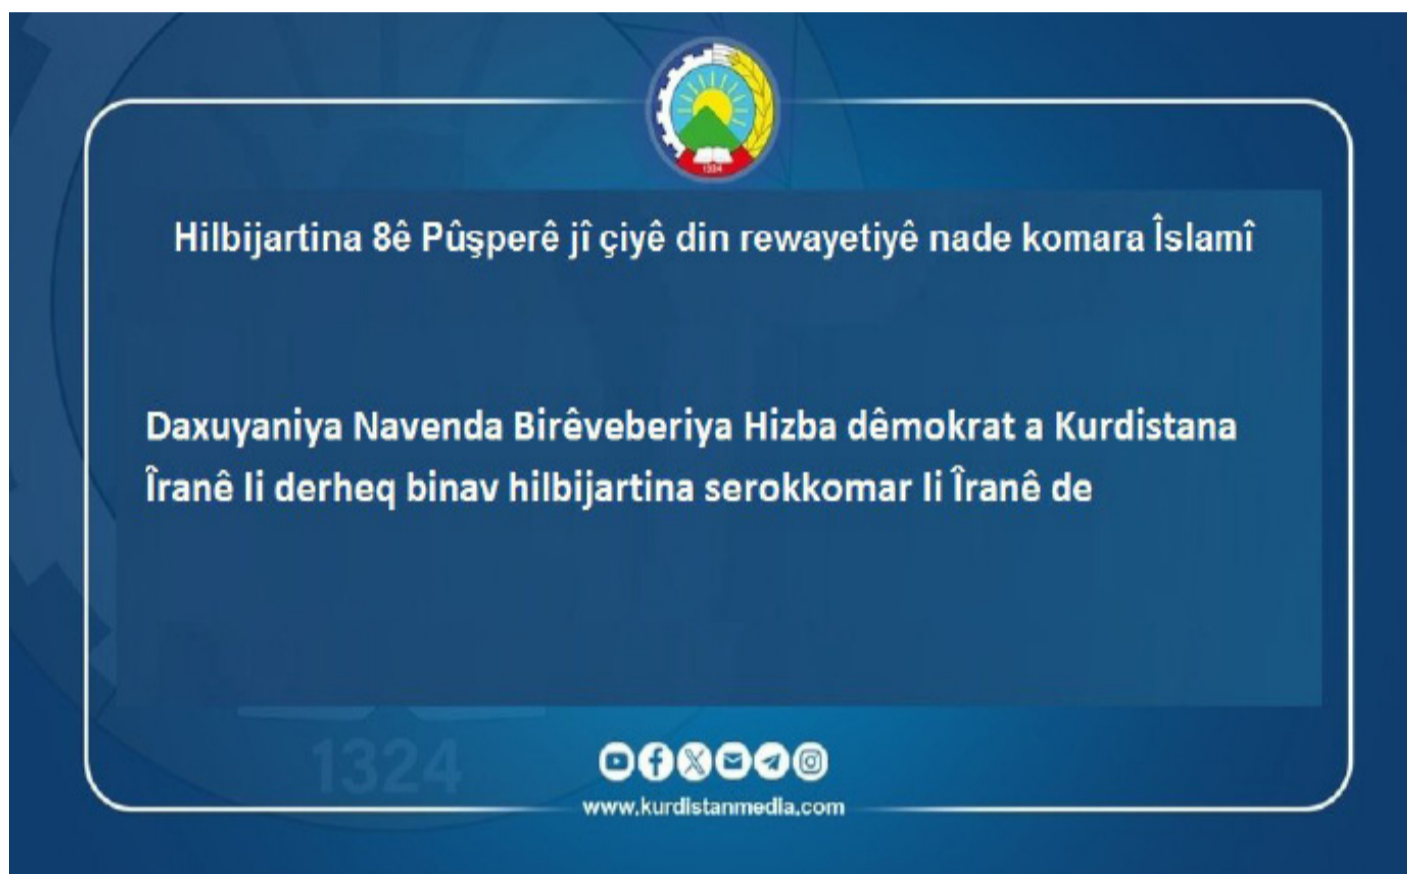 1324
Hilbijartina 8ê Pûşperê jî çiyê din rewayetiyê nade komara Îslamî
Daxuyaniya Navenda Birêveberiya Hizba dêmokrat a Kurdistana
Îranê li derheq binav hilbijartina serokkomar li Îranê de
1324
www.kurdistanmedia.com